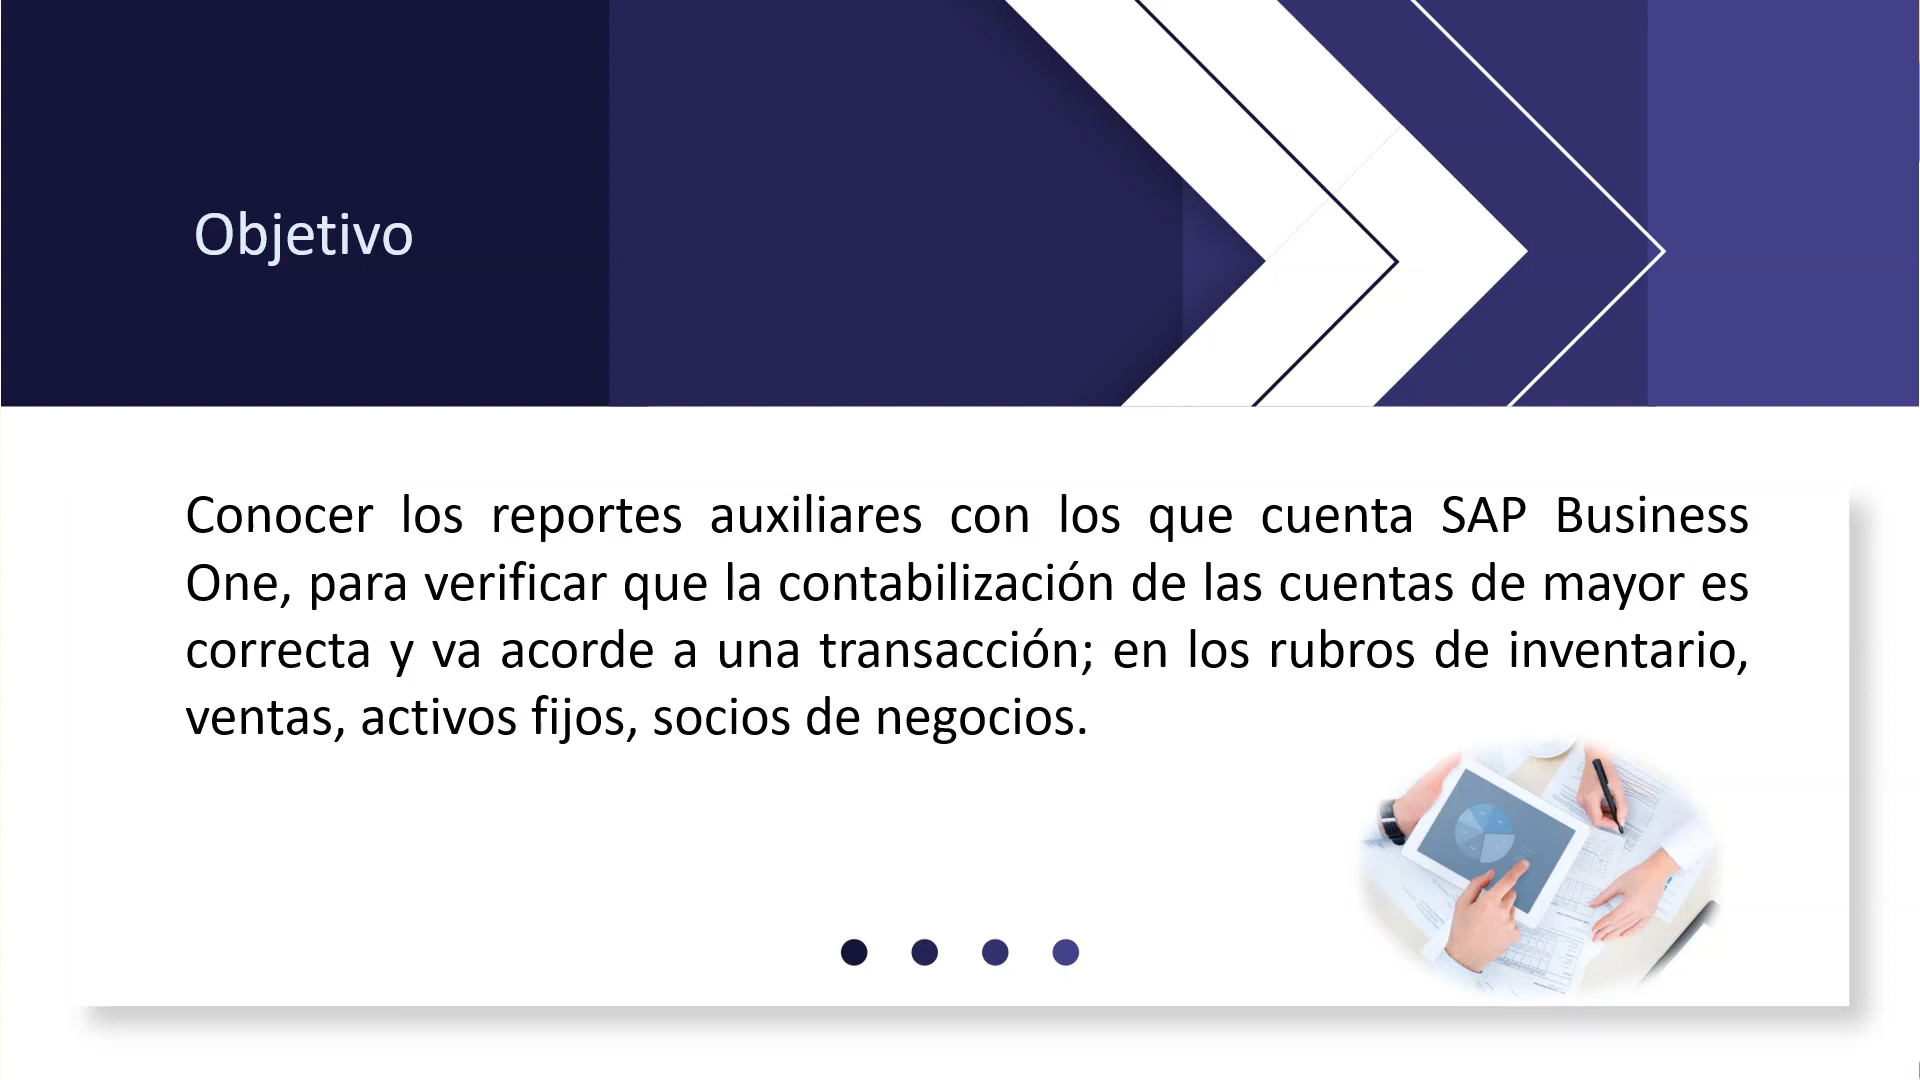 Objetivo
Conocer los reportes auxiliares con los que cuenta SAP Business
One, para verificar que la contabilización de las cuentas de mayor es
correcta y va acorde a una transacción; en los rubros de inventario,
ventas, activos fijos, socios de negocios.